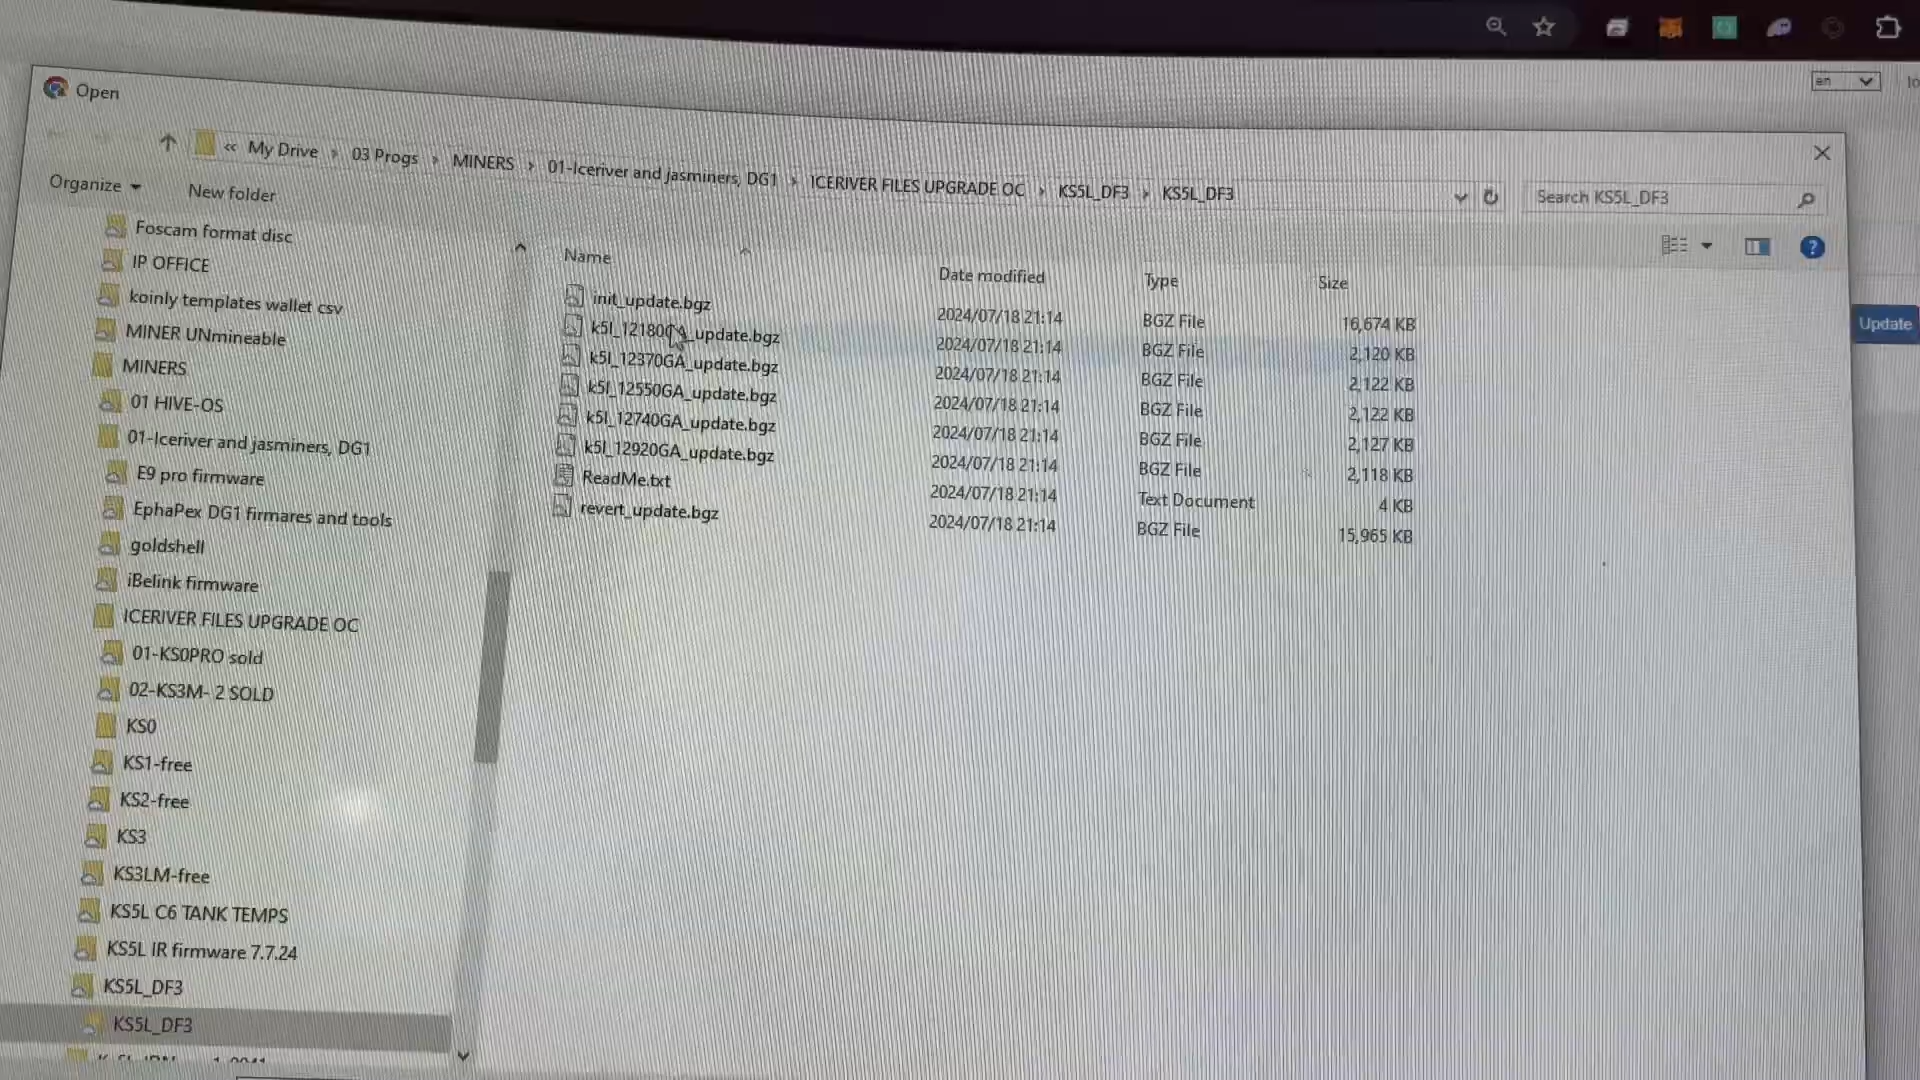 en
Open
« My Drive › 03 Progs › MINERS › 01-Iceriver and jasminers, DG1 › ICERIVER FILES UPGRADE OC › KS5L_DF3 › KS5L_DF3
Search KS5L_DF3
Organize
New folder
Update
Foscam format disc
IP OFFICE
koinly templates wallet csv
MINER UNmineable
MINERS
01 HIVE-OS
01-Iceriver and jasminers, DG1
E9 pro firmware
EphaPex DG1 firmares and tools
goldshell
iBelink firmware
ICERIVER FILES UPGRADE OC
01-KS0PRO sold
02-KS3M- 2 SOLD
KS0
KS1-free
KS2-free
KS3
KS3LM-free
KS5L C6 TANK TEMPS
KS5L IR firmware 7.7.24
KS5L_DF3
KS5L_DF3
Name Date modified Type Size
init_update.bgz 2024/07/18 21:14 BGZ File 16,674 KB
k5l_12180GA_update.bgz 2024/07/18 21:14 BGZ File 2,120 KB
k5l_12370GA_update.bgz 2024/07/18 21:14 BGZ File 2,122 KB
k5l_12550GA_update.bgz 2024/07/18 21:14 BGZ File 2,122 KB
k5l_12740GA_update.bgz 2024/07/18 21:14 BGZ File 2,127 KB
k5l_12920GA_update.bgz 2024/07/18 21:14 BGZ File 2,118 KB
ReadMe.txt 2024/07/18 21:14 Text Document 4 KB
revert_update.bgz 2024/07/18 21:14 BGZ File 15,965 KB